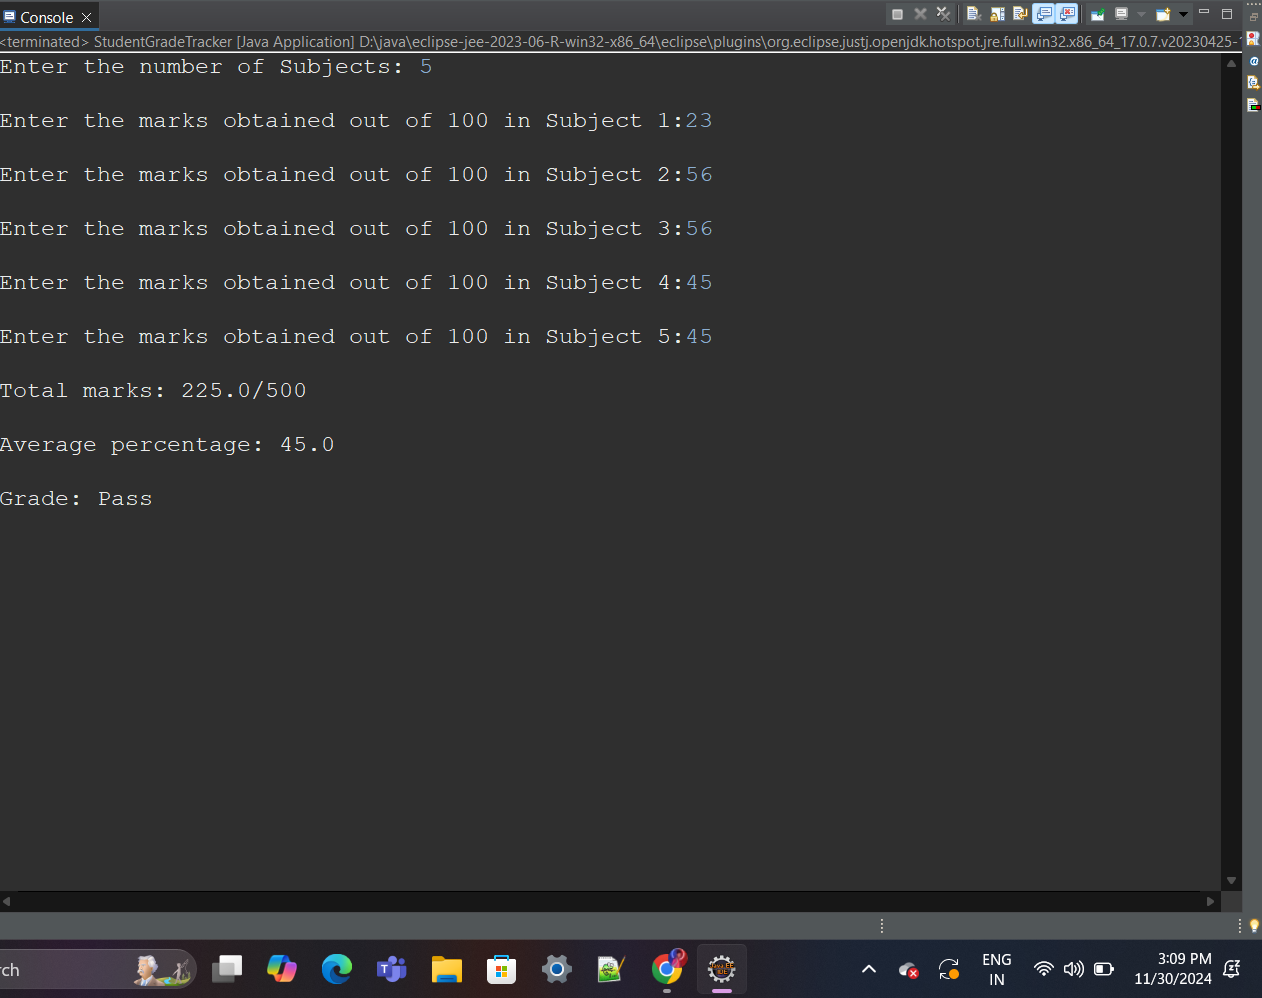 Console
<terminated> StudentGradeTracker [Java Application] D:\java\eclipse-jee-2023-06-R-win32-x86_64\eclipse\plugins\org.eclipse.justj.openjdk.hotspot.jre.full.win32.x86_64_17.0.7.v20230425-1
Enter the number of Subjects: 5
Enter the marks obtained out of 100 in Subject 1:23
Enter the marks obtained out of 100 in Subject 2:56
Enter the marks obtained out of 100 in Subject 3:56
Enter the marks obtained out of 100 in Subject 4:45
Enter the marks obtained out of 100 in Subject 5:45
Total marks: 225.0/500
Average percentage: 45.0
Grade: Pass
rch
ENG
IN
3:09 PM
11/30/2024